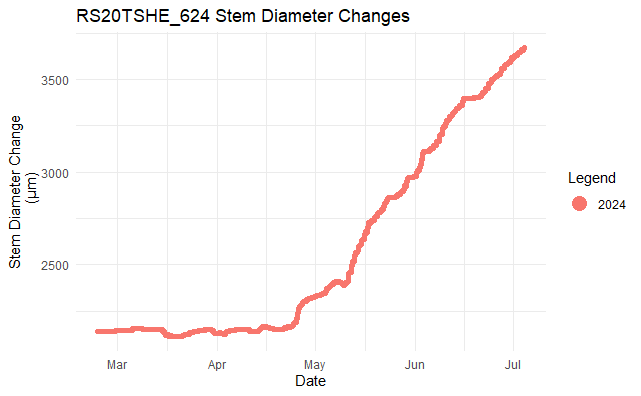 RS20TSHE_624 Stem Diameter Changes
3500
3000
2500
Stem Diameter Change
(µm)
Mar Apr May Jun Jul
Date
Legend
2024